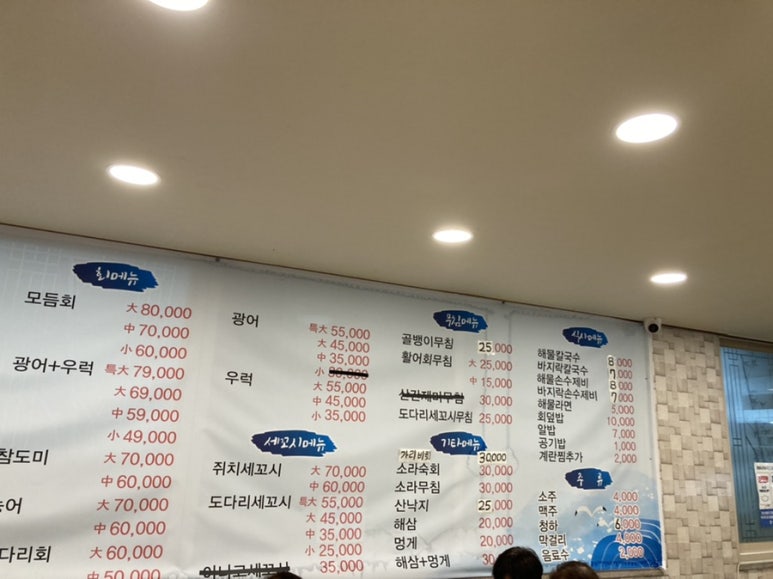 회메뉴
모듬회 大 80,000
中 70,000
小 60,000
광어+우럭 특大 79,000
大 69,000
中 59,000
小 49,000
참도미 大 70,000
中 60,000
大 70,000
中 60,000
다리회 大 60,000
中 50,000
광어 특大 55,000
大 45,000
中 35,000
小
우럭 大 55,000
中 45,000
小 35,000
세꼬시메뉴
쥐치세꼬시 大 70,000
中 60,000
도다리세꼬시 특大 55,000
大 45,000
中 35,000
小 25,000
35,000
무침메뉴
골뱅이무침 25,000
활어회무침 大 25,000
中 15,000
30,000
도다리세꼬시무침 大 25,000
기타메뉴
가리비찜 30,000
소라숙회 30,000
소라무침 30,000
산낙지 25,000
해삼 20,000
멍게 20,000
해삼+멍게
식사메뉴
해물칼국수 8,000
바지락칼국수 7,000
해물손수제비 8,000
바지락손수제비 7,000
해물라면 5,000
회덮밥 10,000
알밥 7,000
공기밥 1,000
계란찜추가 2,000
주류
소주 4,000
맥주 4,000
청하 6,000
막걸리 4,000
음료수 2,000